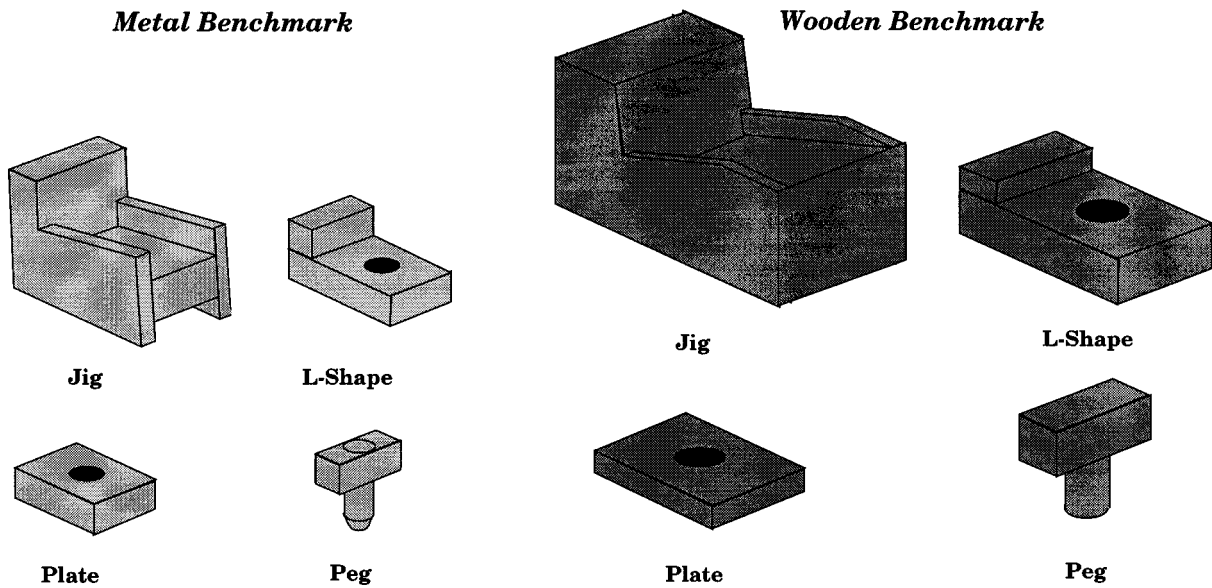 Metal Benchmark
Wooden Benchmark
Jig
L-Shape
Jig
L-Shape
Plate
Peg
Plate
Peg